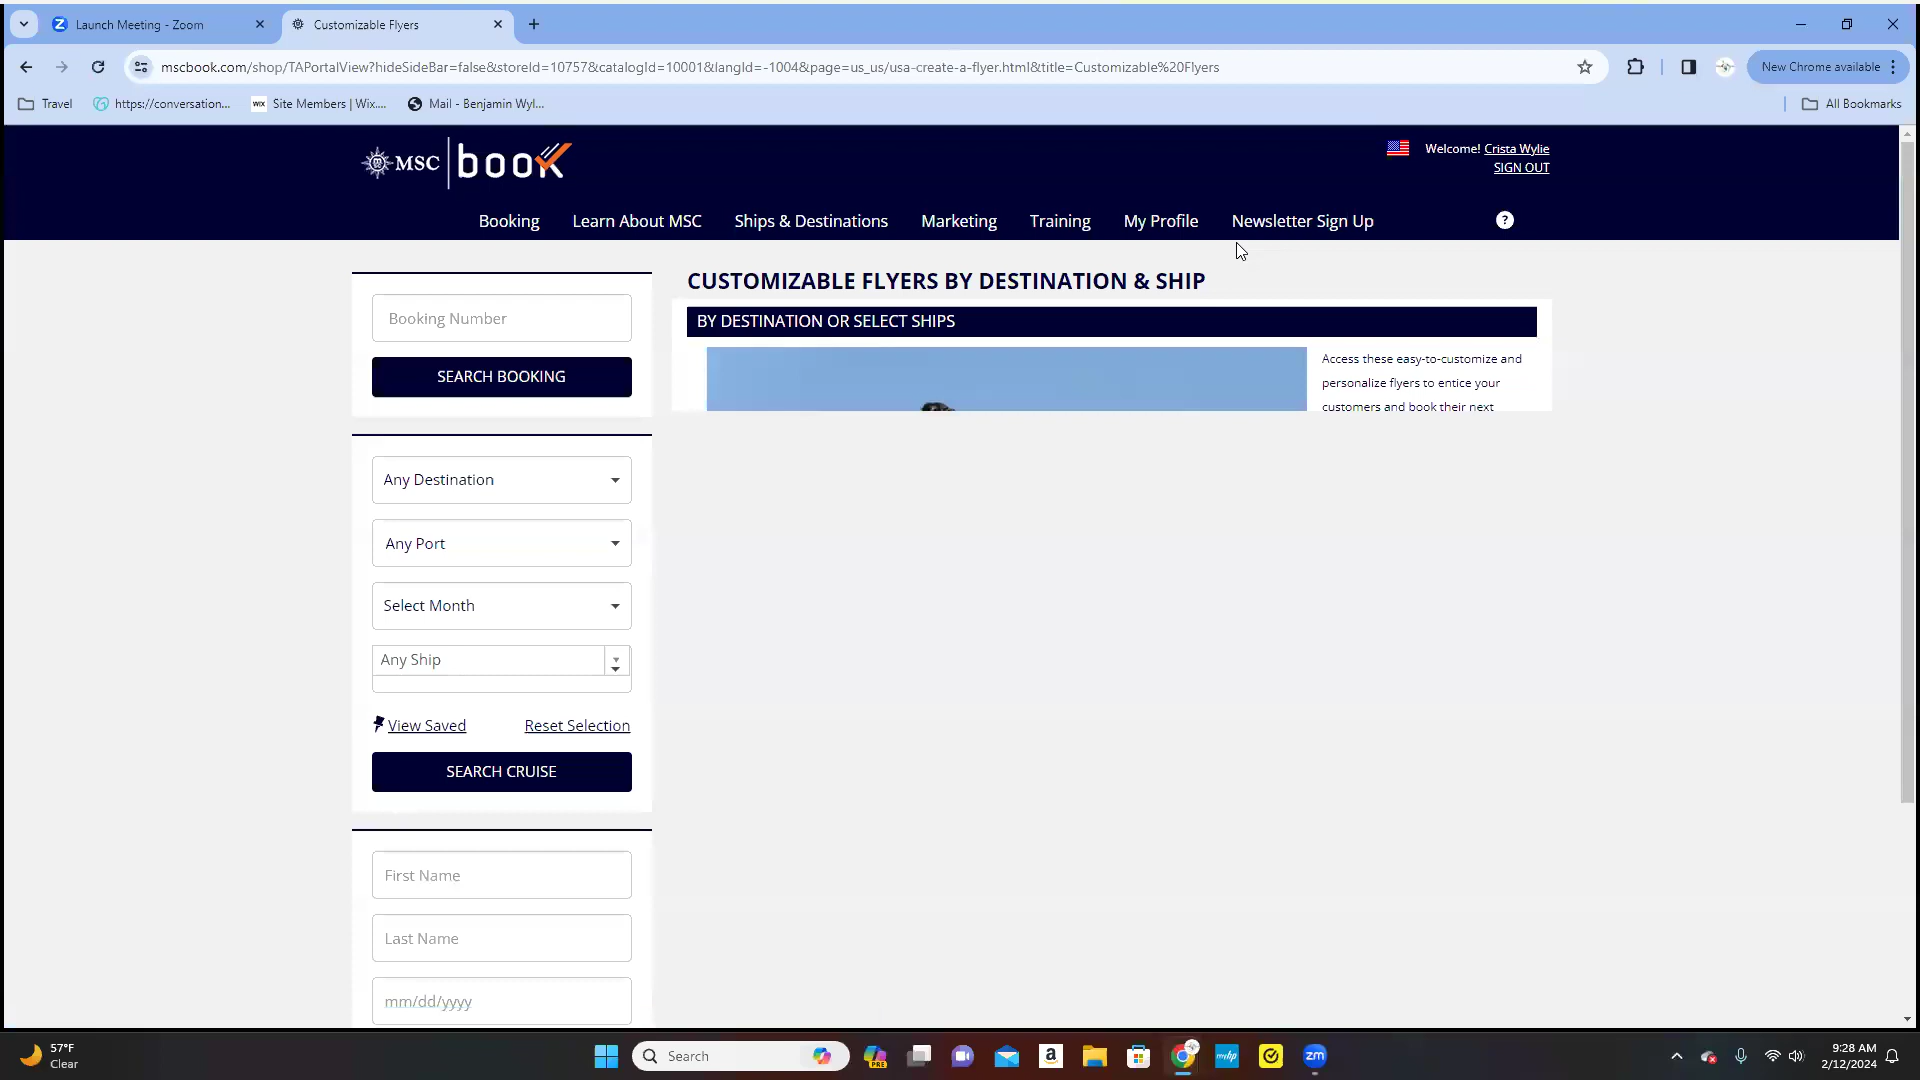 Launch Meeting - Zoom
Customizable Flyers
mscbook.com/shop/TAPortalView?hideSideBar=false&storeId=10757&catalogId=10001&langId=-1004&page=us_us/usa-create-a-flyer.html&title=Customizable%20Flyers
New Chrome available
Travel
https://conversation...
WIX Site Members | Wix....
Mail - Benjamin Wyl...
All Bookmarks
MSC book
Welcome! Crista Wylie
SIGN OUT
Booking
Learn About MSC
Ships & Destinations
Marketing
Training
My Profile
Newsletter Sign Up
?
CUSTOMIZABLE FLYERS BY DESTINATION & SHIP
BY DESTINATION OR SELECT SHIPS
Access these easy-to-customize and
personalize flyers to entice your
customers and book their next
Booking Number
SEARCH BOOKING
Any Destination
Any Port
Select Month
Any Ship
View Saved
Reset Selection
SEARCH CRUISE
First Name
Last Name
mm/dd/yyyy
57°F
Clear
Search
PRE
a
myhp
zm
9:28 AM
2/12/2024